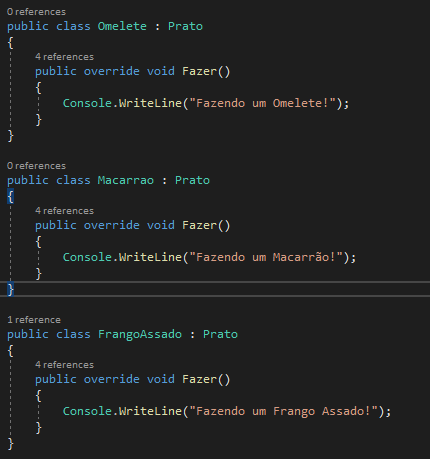 0 references
public class Omelete : Prato
{
4 references
public override void Fazer()
{
Console.WriteLine("Fazendo um Omelete!");
}
}
0 references
public class Macarrao : Prato
{
4 references
public override void Fazer()
{
Console.WriteLine("Fazendo um Macarrão!");
}
}
1 reference
public class FrangoAssado : Prato
{
4 references
public override void Fazer()
{
Console.WriteLine("Fazendo um Frango Assado!");
}
}